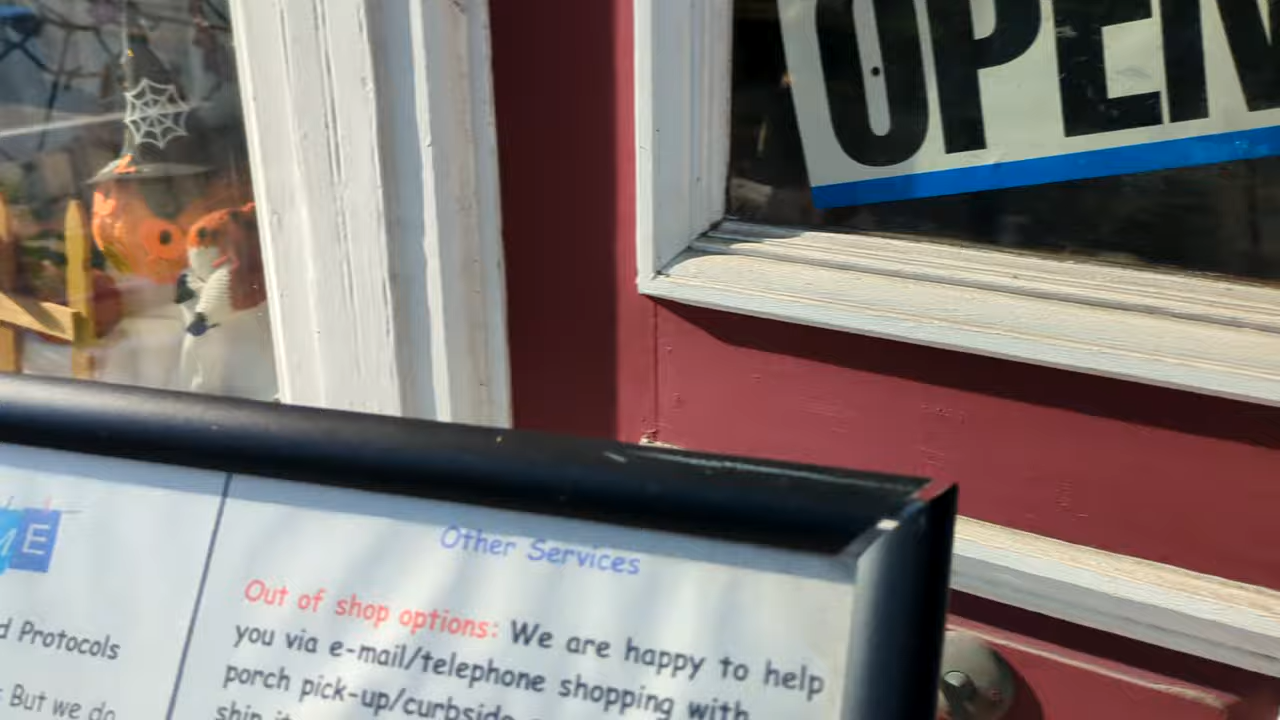 OPEN
E
d Protocols
But we do
Other Services
Out of shop options: We are happy to help
you via e-mail/telephone shopping with
porch pick-up/curbside
ship